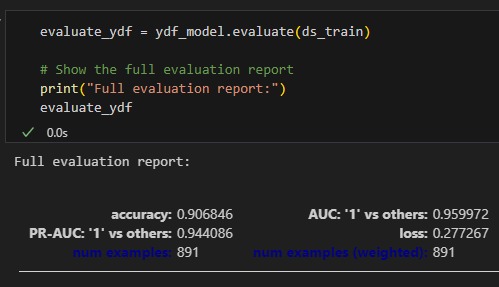 evaluate_ydf = ydf_model.evaluate(ds_train)
# Show the full evaluation report
print("Full evaluation report:")
evaluate_ydf
✓ 0.0s
Full evaluation report:
accuracy: 0.906846 AUC: '1' vs others: 0.959972
PR-AUC: '1' vs others: 0.944086 loss: 0.277267
num examples: 891 num examples (weighted): 891